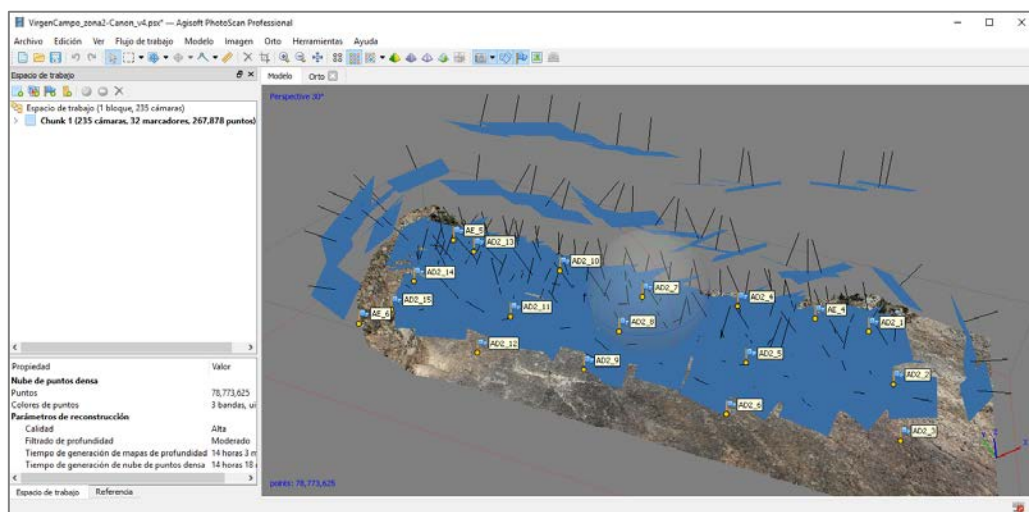 VirgenCampo_zona2-Canon_v4.psx* — Agisoft PhotoScan Professional
Archivo Edición Ver Flujo de trabajo Modelo Imagen Orto Herramientas Ayuda
Espacio de trabajo
Modelo Orto
Perspective 30°
Espacio de trabajo (1 bloque, 235 cámaras)
Chunk 1 (235 cámaras, 32 marcadores, 267,878 puntos)
AE_5
AD2_13
AD2_10
AD2_14
AD2_7
AD2_15
AD2_4
AD2_11
AE_4
AE_6
AD2_8
AD2_1
AD2_12
AD2_9
AD2_5
AD2_2
AD2_6
AD2_3
Propiedad Valor
Nube de puntos densa
Puntos 78,773,625
Colores de puntos 3 bandas, ui
Parámetros de reconstrucción
Calidad Alta
Filtrado de profundidad Moderado
Tiempo de generación de mapas de profundidad 14 horas 3 m
Tiempo de generación de nube de puntos densa 14 horas 18
points: 78,773,625
Espacio de trabajo Referencia